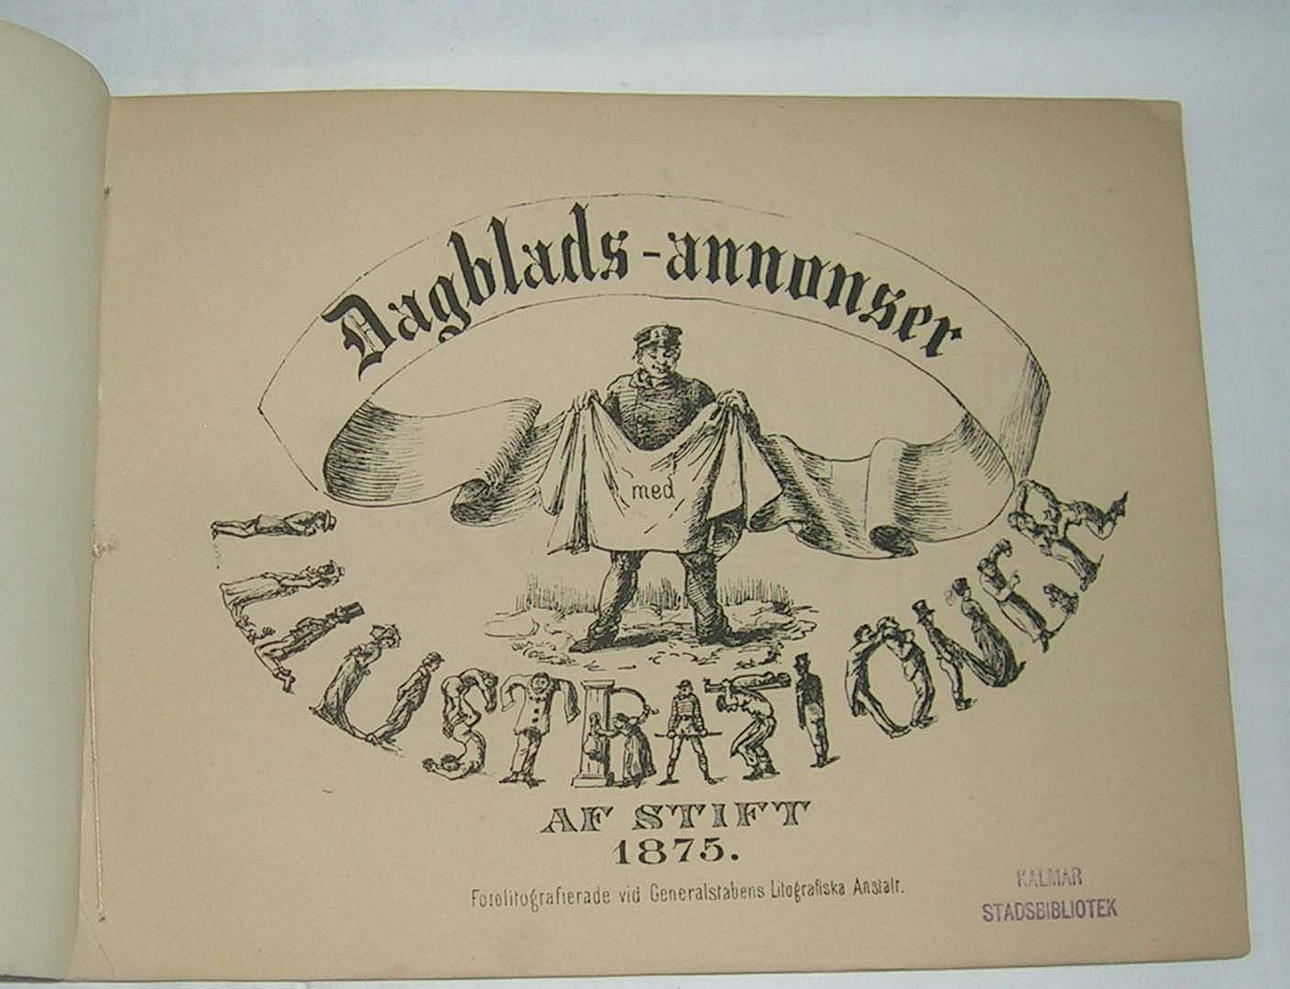 Dagblads-annonser
med
ILLUSTRATIONER
AF STIFT
1875.
Fotolitografierade vid Generalstabens Litografiska Anstalt.
KALMAR
STADSBIBLIOTEK